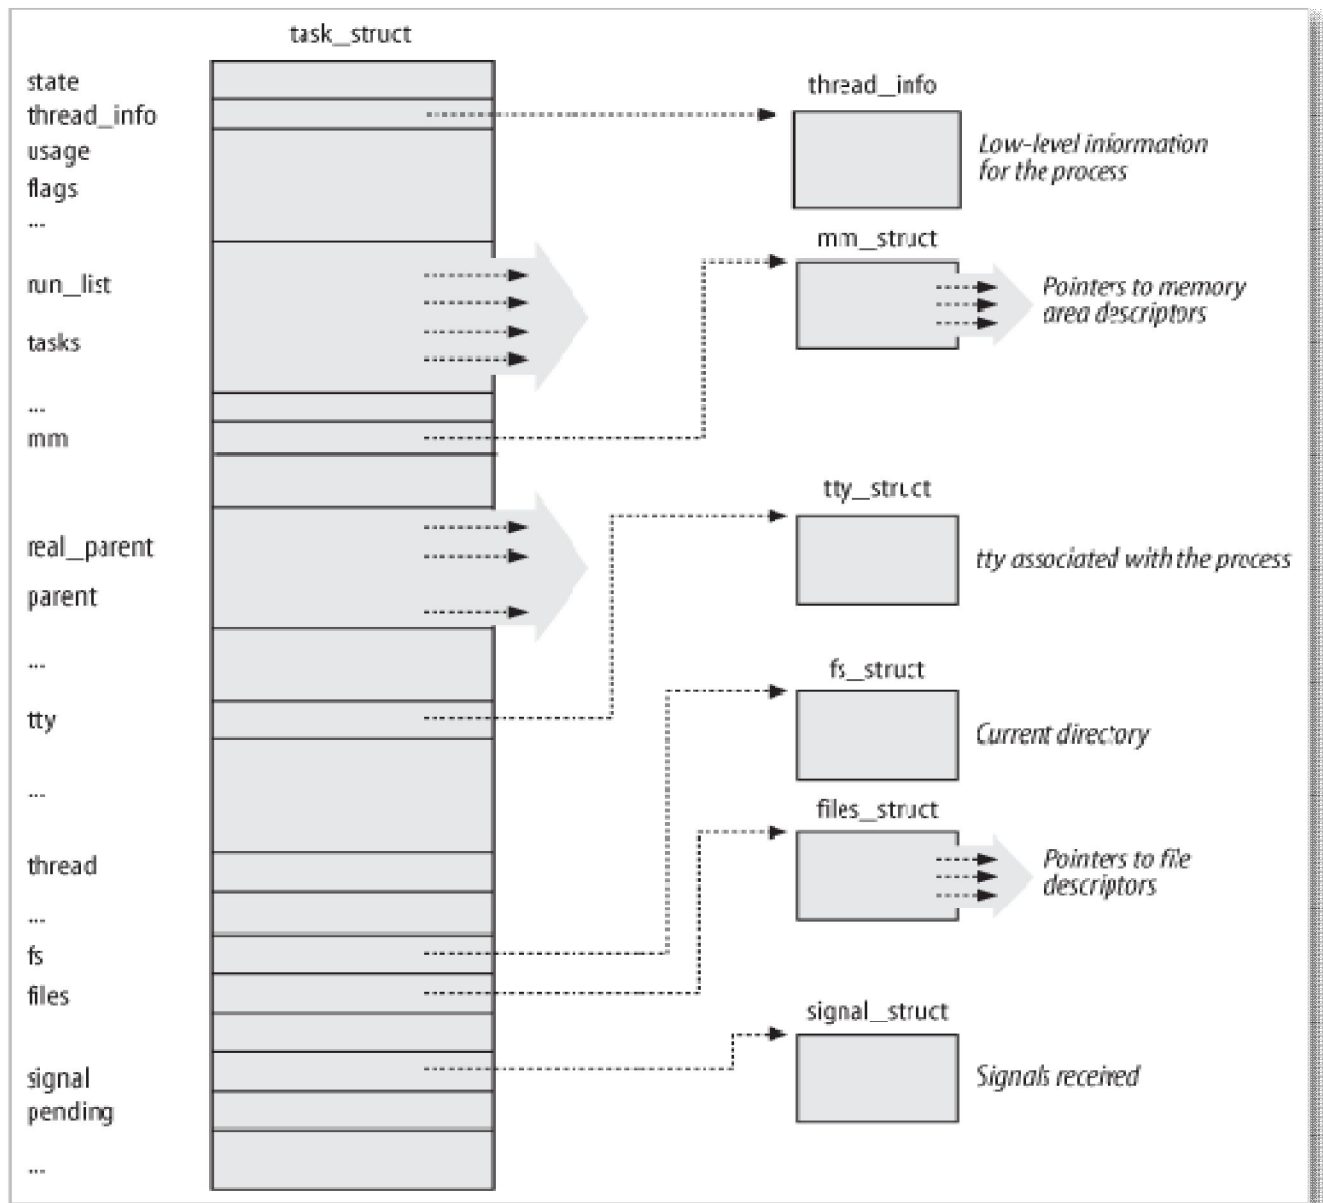 task_struct
state
thread_info
usage
flags
...
run_list
tasks
...
mm
real_parent
parent
...
tty
...
thread
...
fs
files
signal
pending
...
thread_info
Low-level information
for the process
mm_struct
Pointers to memory
area descriptors
tty_struct
tty associated with the process
fs_struct
Current directory
files_struct
Pointers to file
descriptors
signal_struct
Signals received